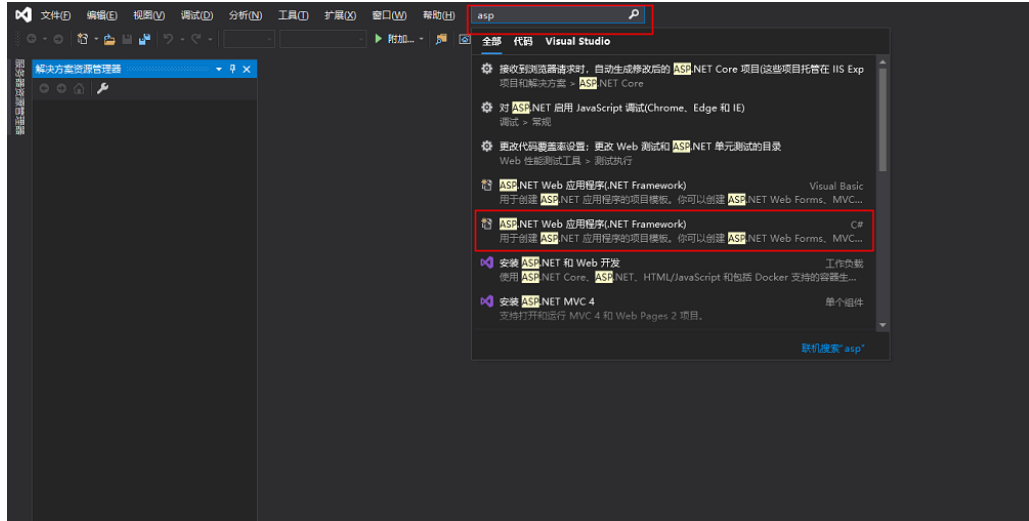 文件(F) 编辑(E) 视图(V) 调试(D) 分析(N) 工具(T) 扩展(X) 窗口(W) 帮助(H) asp
附加...
全部 代码 Visual Studio
服务器资源管理器
解决方案资源管理器
接收到浏览器请求时，自动生成修改后的 ASP.NET Core 项目(这些项目托管在 IIS Exp
项目和解决方案 > ASP.NET Core
对 ASP.NET 启用 JavaScript 调试(Chrome、Edge 和 IE)
调试 > 常规
更改代码覆盖率设置：更改 Web 测试和 ASP.NET 单元测试的目录
Web 性能测试工具 > 测试执行
ASP.NET Web 应用程序(.NET Framework) Visual Basic
用于创建 ASP.NET 应用程序的项目模板。你可以创建 ASP.NET Web Forms、MVC...
ASP.NET Web 应用程序(.NET Framework) C#
用于创建 ASP.NET 应用程序的项目模板。你可以创建 ASP.NET Web Forms、MVC...
安装 ASP.NET 和 Web 开发 工作负载
使用 ASP.NET Core、ASP.NET、HTML/JavaScript 和包括 Docker 支持的容器生...
安装 ASP.NET MVC 4 单个组件
支持打开和运行 MVC 4 和 Web Pages 2 项目。
联机搜索"asp"